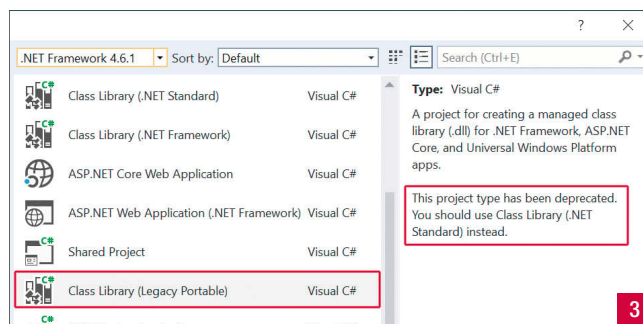 ? ×
.NET Framework 4.6.1 Sort by: Default Search (Ctrl+E)
C# Class Library (.NET Standard) Visual C#
C# Class Library (.NET Framework) Visual C#
ASP.NET Core Web Application Visual C#
ASP.NET Web Application (.NET Framework) Visual C#
C# Shared Project Visual C#
C# Class Library (Legacy Portable) Visual C#
C#
Type: Visual C#
A project for creating a managed class
library (.dll) for .NET Framework, ASP.NET
Core, and Universal Windows Platform
apps.
This project type has been deprecated.
You should use Class Library (.NET
Standard) instead.
3